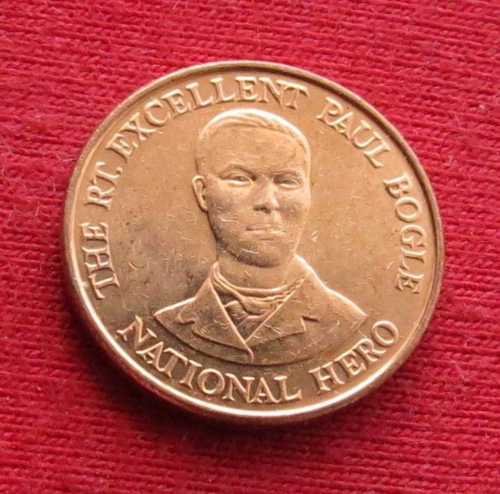 THE RT. EXCELLENT PAUL BOGLE
NATIONAL HERO